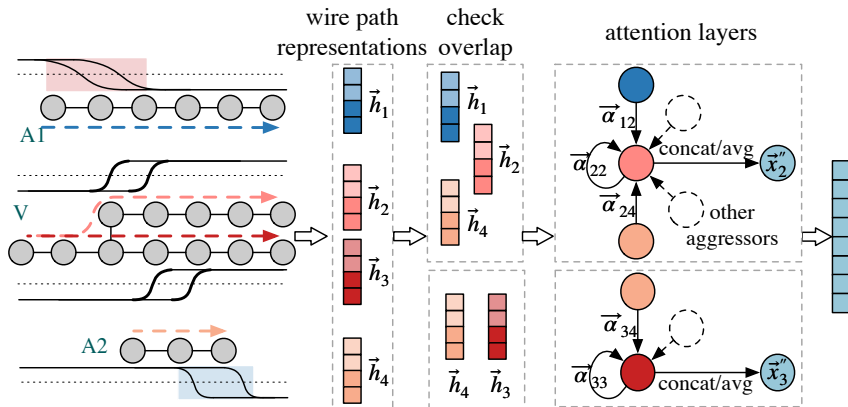 wire path
representations
check
overlap
attention layers
A1
V
A2
h⃗₁
h⃗₂
h⃗₃
h⃗₄
h⃗₁
h⃗₂
h⃗₄
h⃗₄
h⃗₃
α⃗₁₂
α⃗₂₂
α⃗₂₄
concat/avg
x⃗₂″
other
aggressors
α⃗₃₄
α⃗₃₃
concat/avg
x⃗₃″